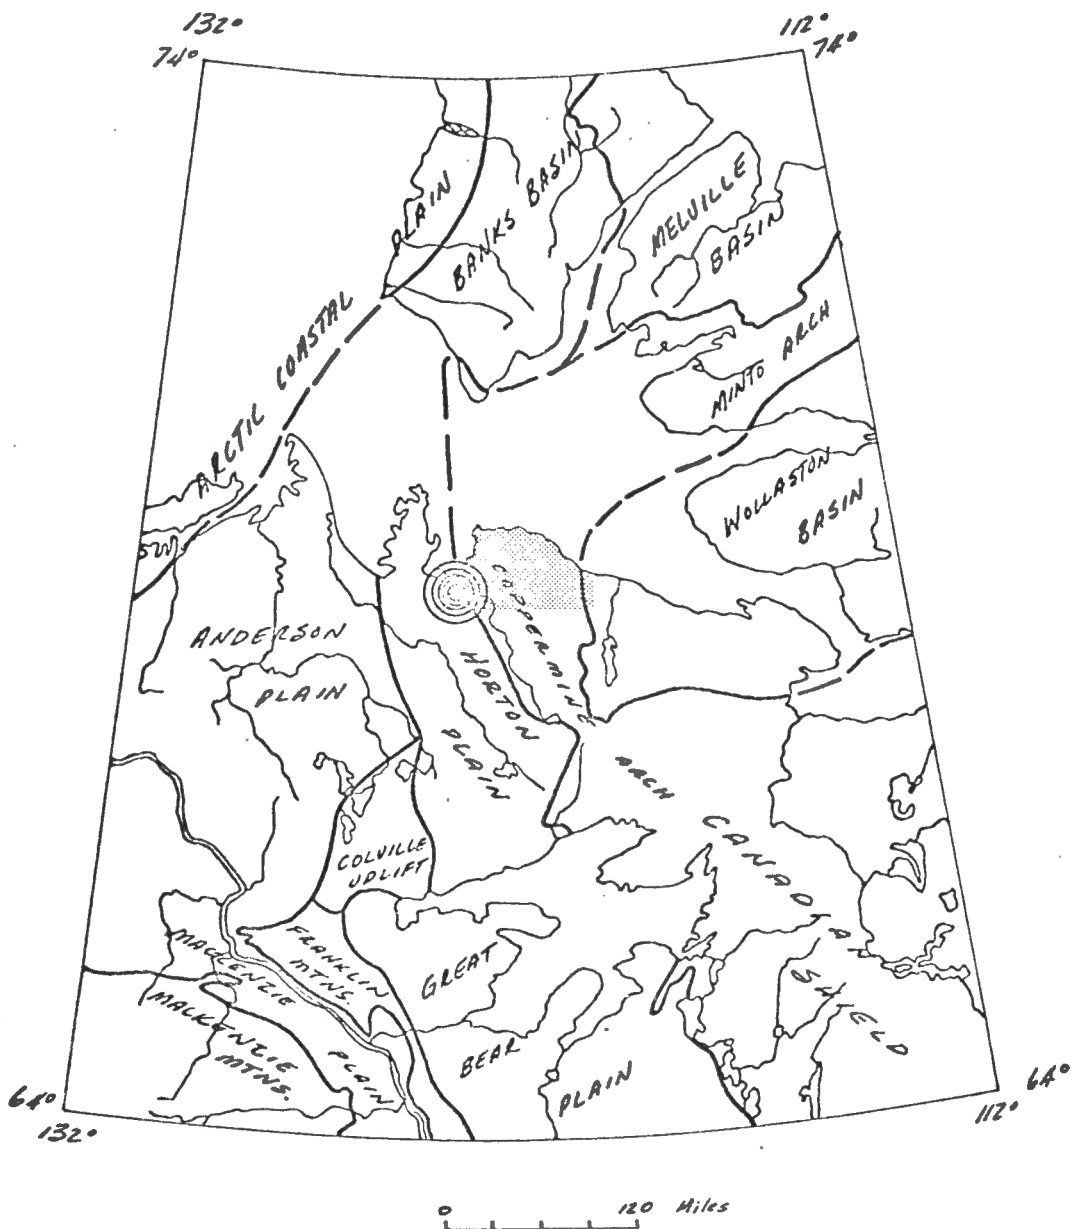 132°
112°
74°
74°
PLAIN
BANKS BASIN
MELVILLE
BASIN
ARCTIC COASTAL
MINTO ARCH
WOLLASTON
BASIN
COPPERMINE
ANDERSON
PLAIN
HORTON
PLAIN
ARCH
COLVILLE
UPLIFT
CANADIAN
SHIELD
FRANKLIN
MTNS.
MACKENZIE
PLAIN
MACKENZIE
MTNS.
GREAT
BEAR
PLAIN
64°
132°
64°
112°
0 120 Miles